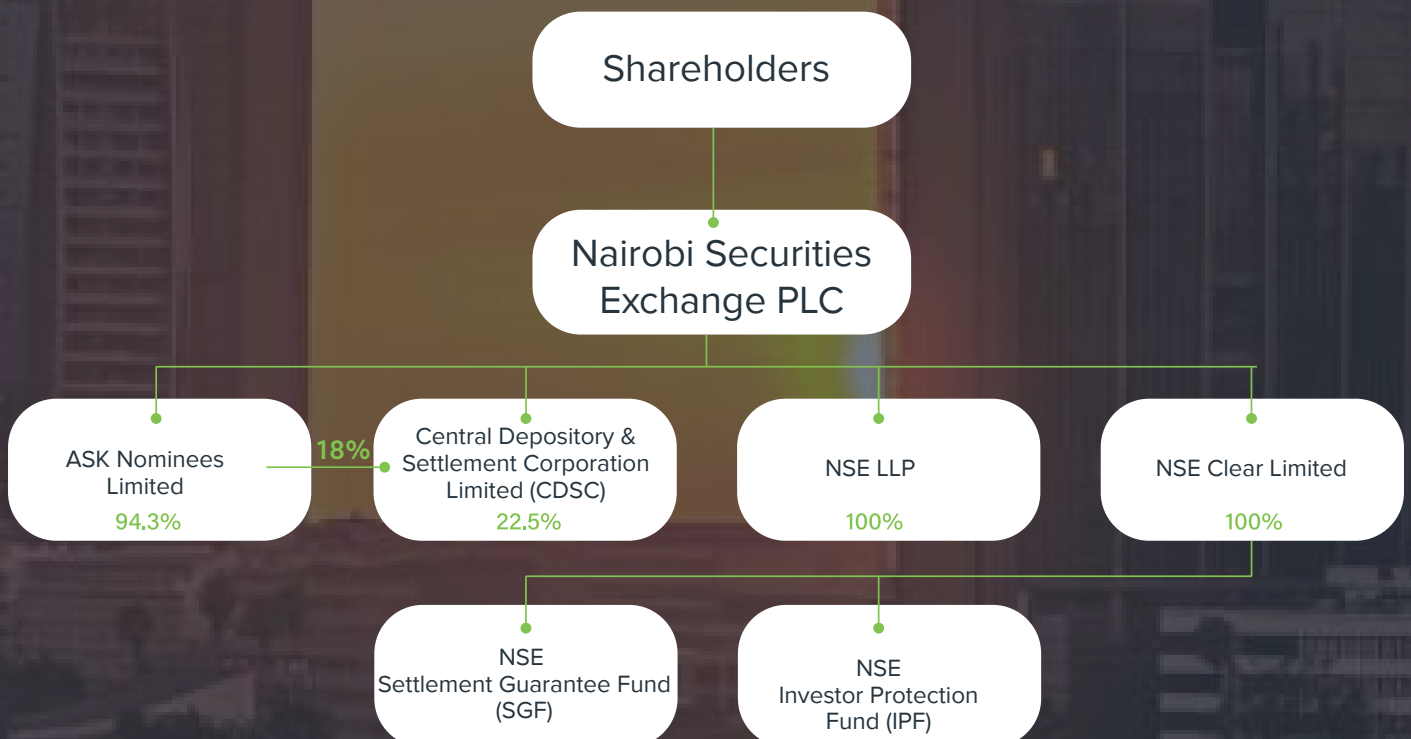 Shareholders
Nairobi Securities
Exchange PLC
ASK Nominees
Limited
94.3%
18%
Central Depository &
Settlement Corporation
Limited (CDSC)
22.5%
NSE LLP
100%
NSE Clear Limited
100%
NSE
Settlement Guarantee Fund
(SGF)
NSE
Investor Protection
Fund (IPF)